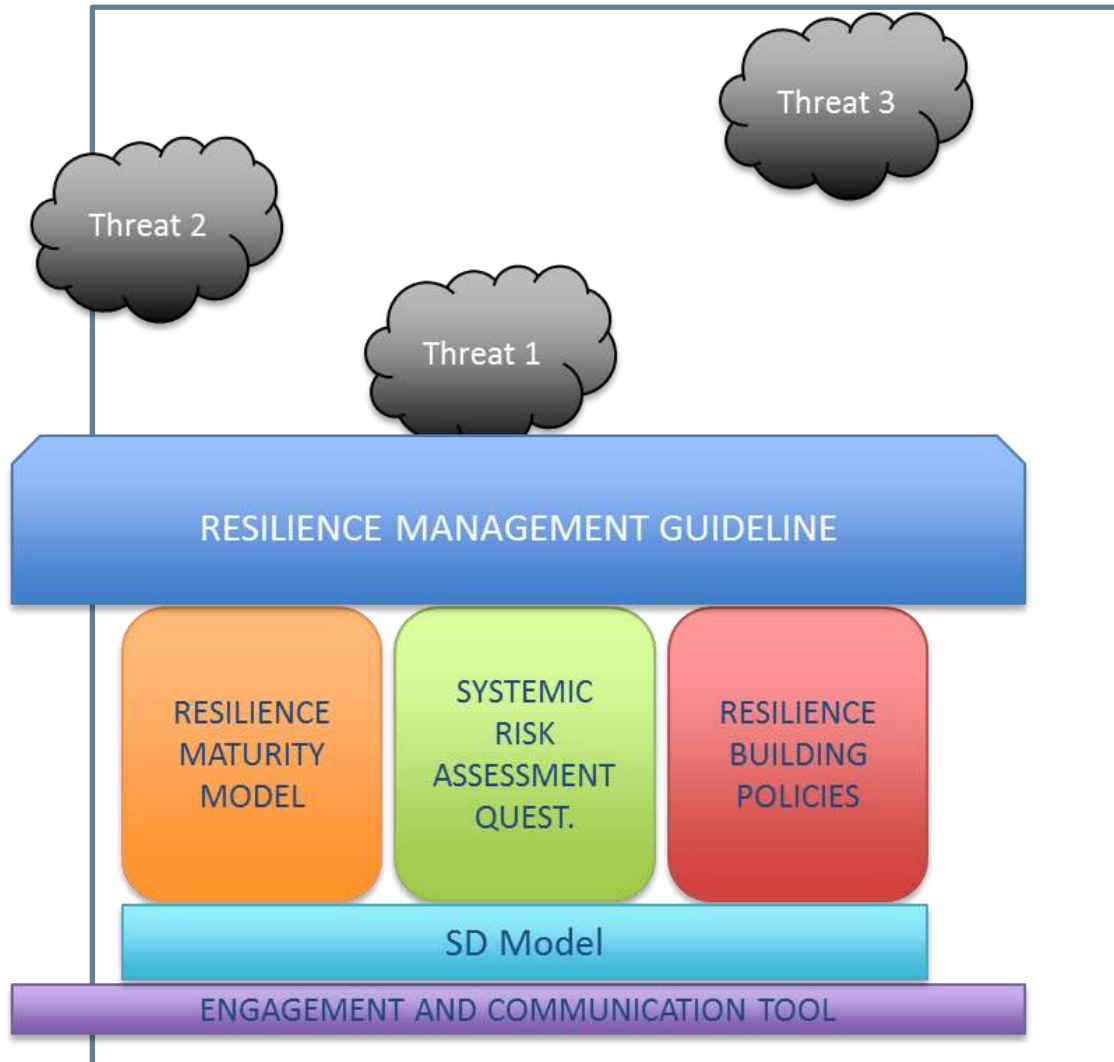 Threat 3
Threat 2
Threat 1
RESILIENCE MANAGEMENT GUIDELINE
RESILIENCE
MATURITY
MODEL
SYSTEMIC
RISK
ASSESSMENT
QUEST.
RESILIENCE
BUILDING
POLICIES
SD Model
ENGAGEMENT AND COMMUNICATION TOOL